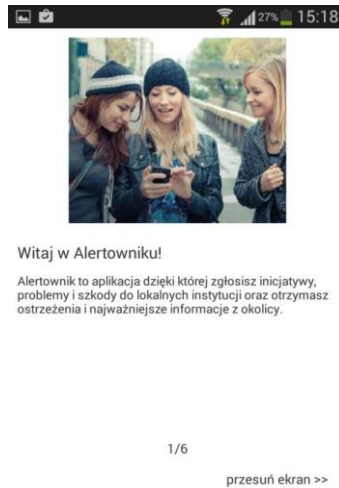 27% 15:18
Witaj w Alertowniku!
Alertownik to aplikacja dzięki której zgłosisz inicjatywy,
problemy i szkody do lokalnych instytucji oraz otrzymasz
ostrzeżenia i najważniejsze informacje z okolicy.
1/6
przesuń ekran >>